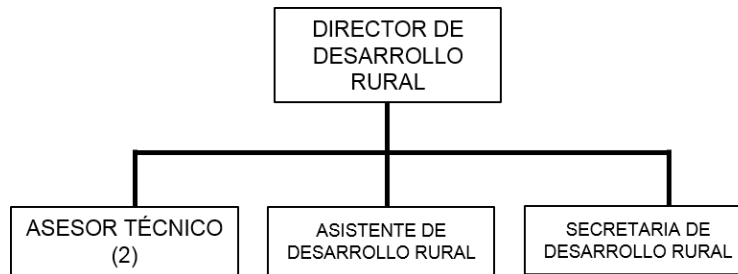 DIRECTOR DE
DESARROLLO
RURAL
ASESOR TÉCNICO
(2)
ASISTENTE DE
DESARROLLO RURAL
SECRETARIA DE
DESARROLLO RURAL